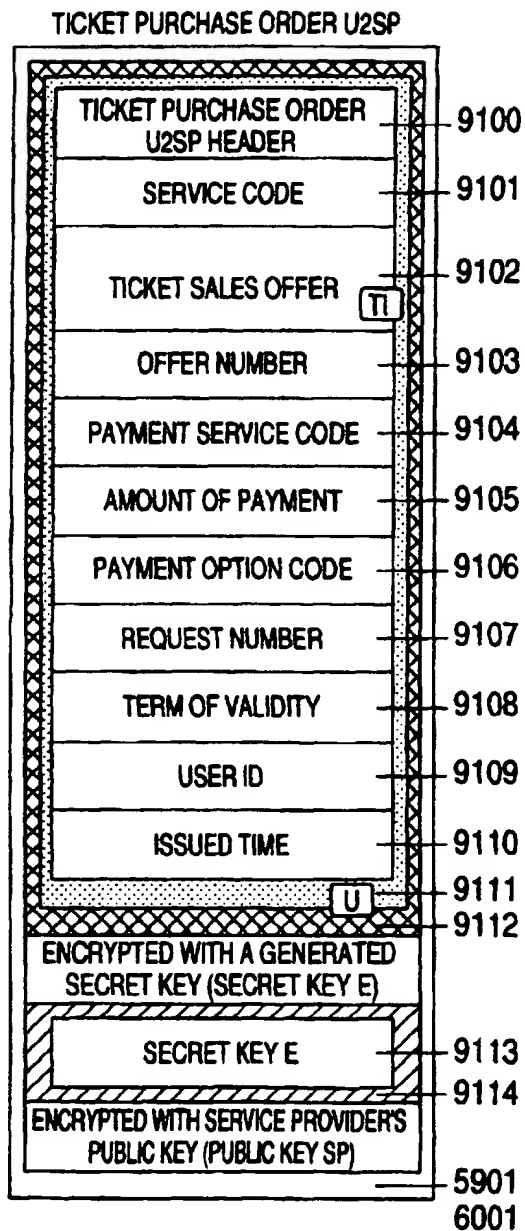 TICKET PURCHASE ORDER U2SP
TICKET PURCHASE ORDER
U2SP HEADER
9100
SERVICE CODE
9101
TICKET SALES OFFER
9102
TI
OFFER NUMBER
9103
PAYMENT SERVICE CODE
9104
AMOUNT OF PAYMENT
9105
PAYMENT OPTION CODE
9106
REQUEST NUMBER
9107
TERM OF VALIDITY
9108
USER ID
9109
ISSUED TIME
9110
U
9111
9112
ENCRYPTED WITH A GENERATED
SECRET KEY (SECRET KEY E)
SECRET KEY E
9113
9114
ENCRYPTED WITH SERVICE PROVIDER'S
PUBLIC KEY (PUBLIC KEY SP)
5901
6001